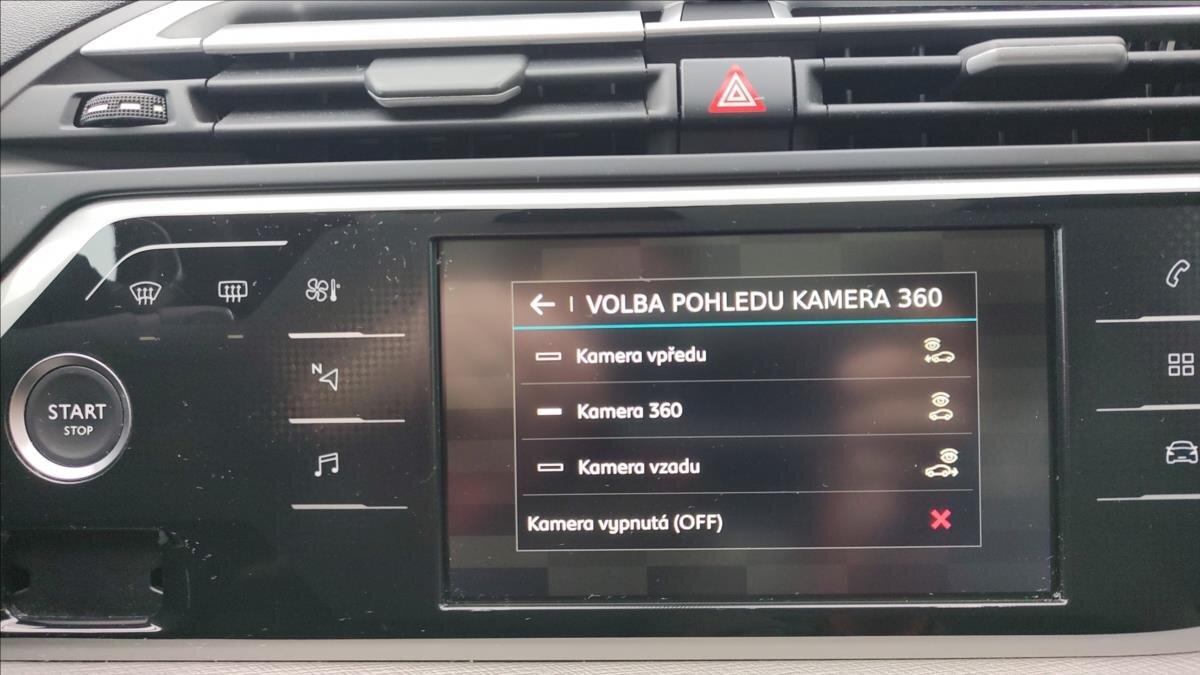 START
STOP
N
← | VOLBA POHLEDU KAMERA 360
Kamera vpředu
Kamera 360
Kamera vzadu
Kamera vypnutá (OFF)